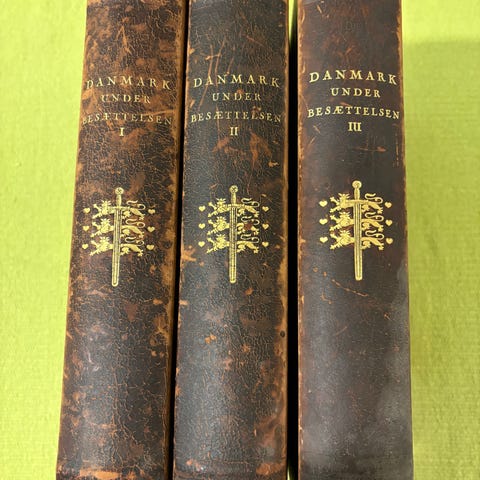 DANMARK
UNDER
BESÆTTELSEN
I
DANMARK
UNDER
BESÆTTELSEN
II
DANMARK
UNDER
BESÆTTELSEN
III